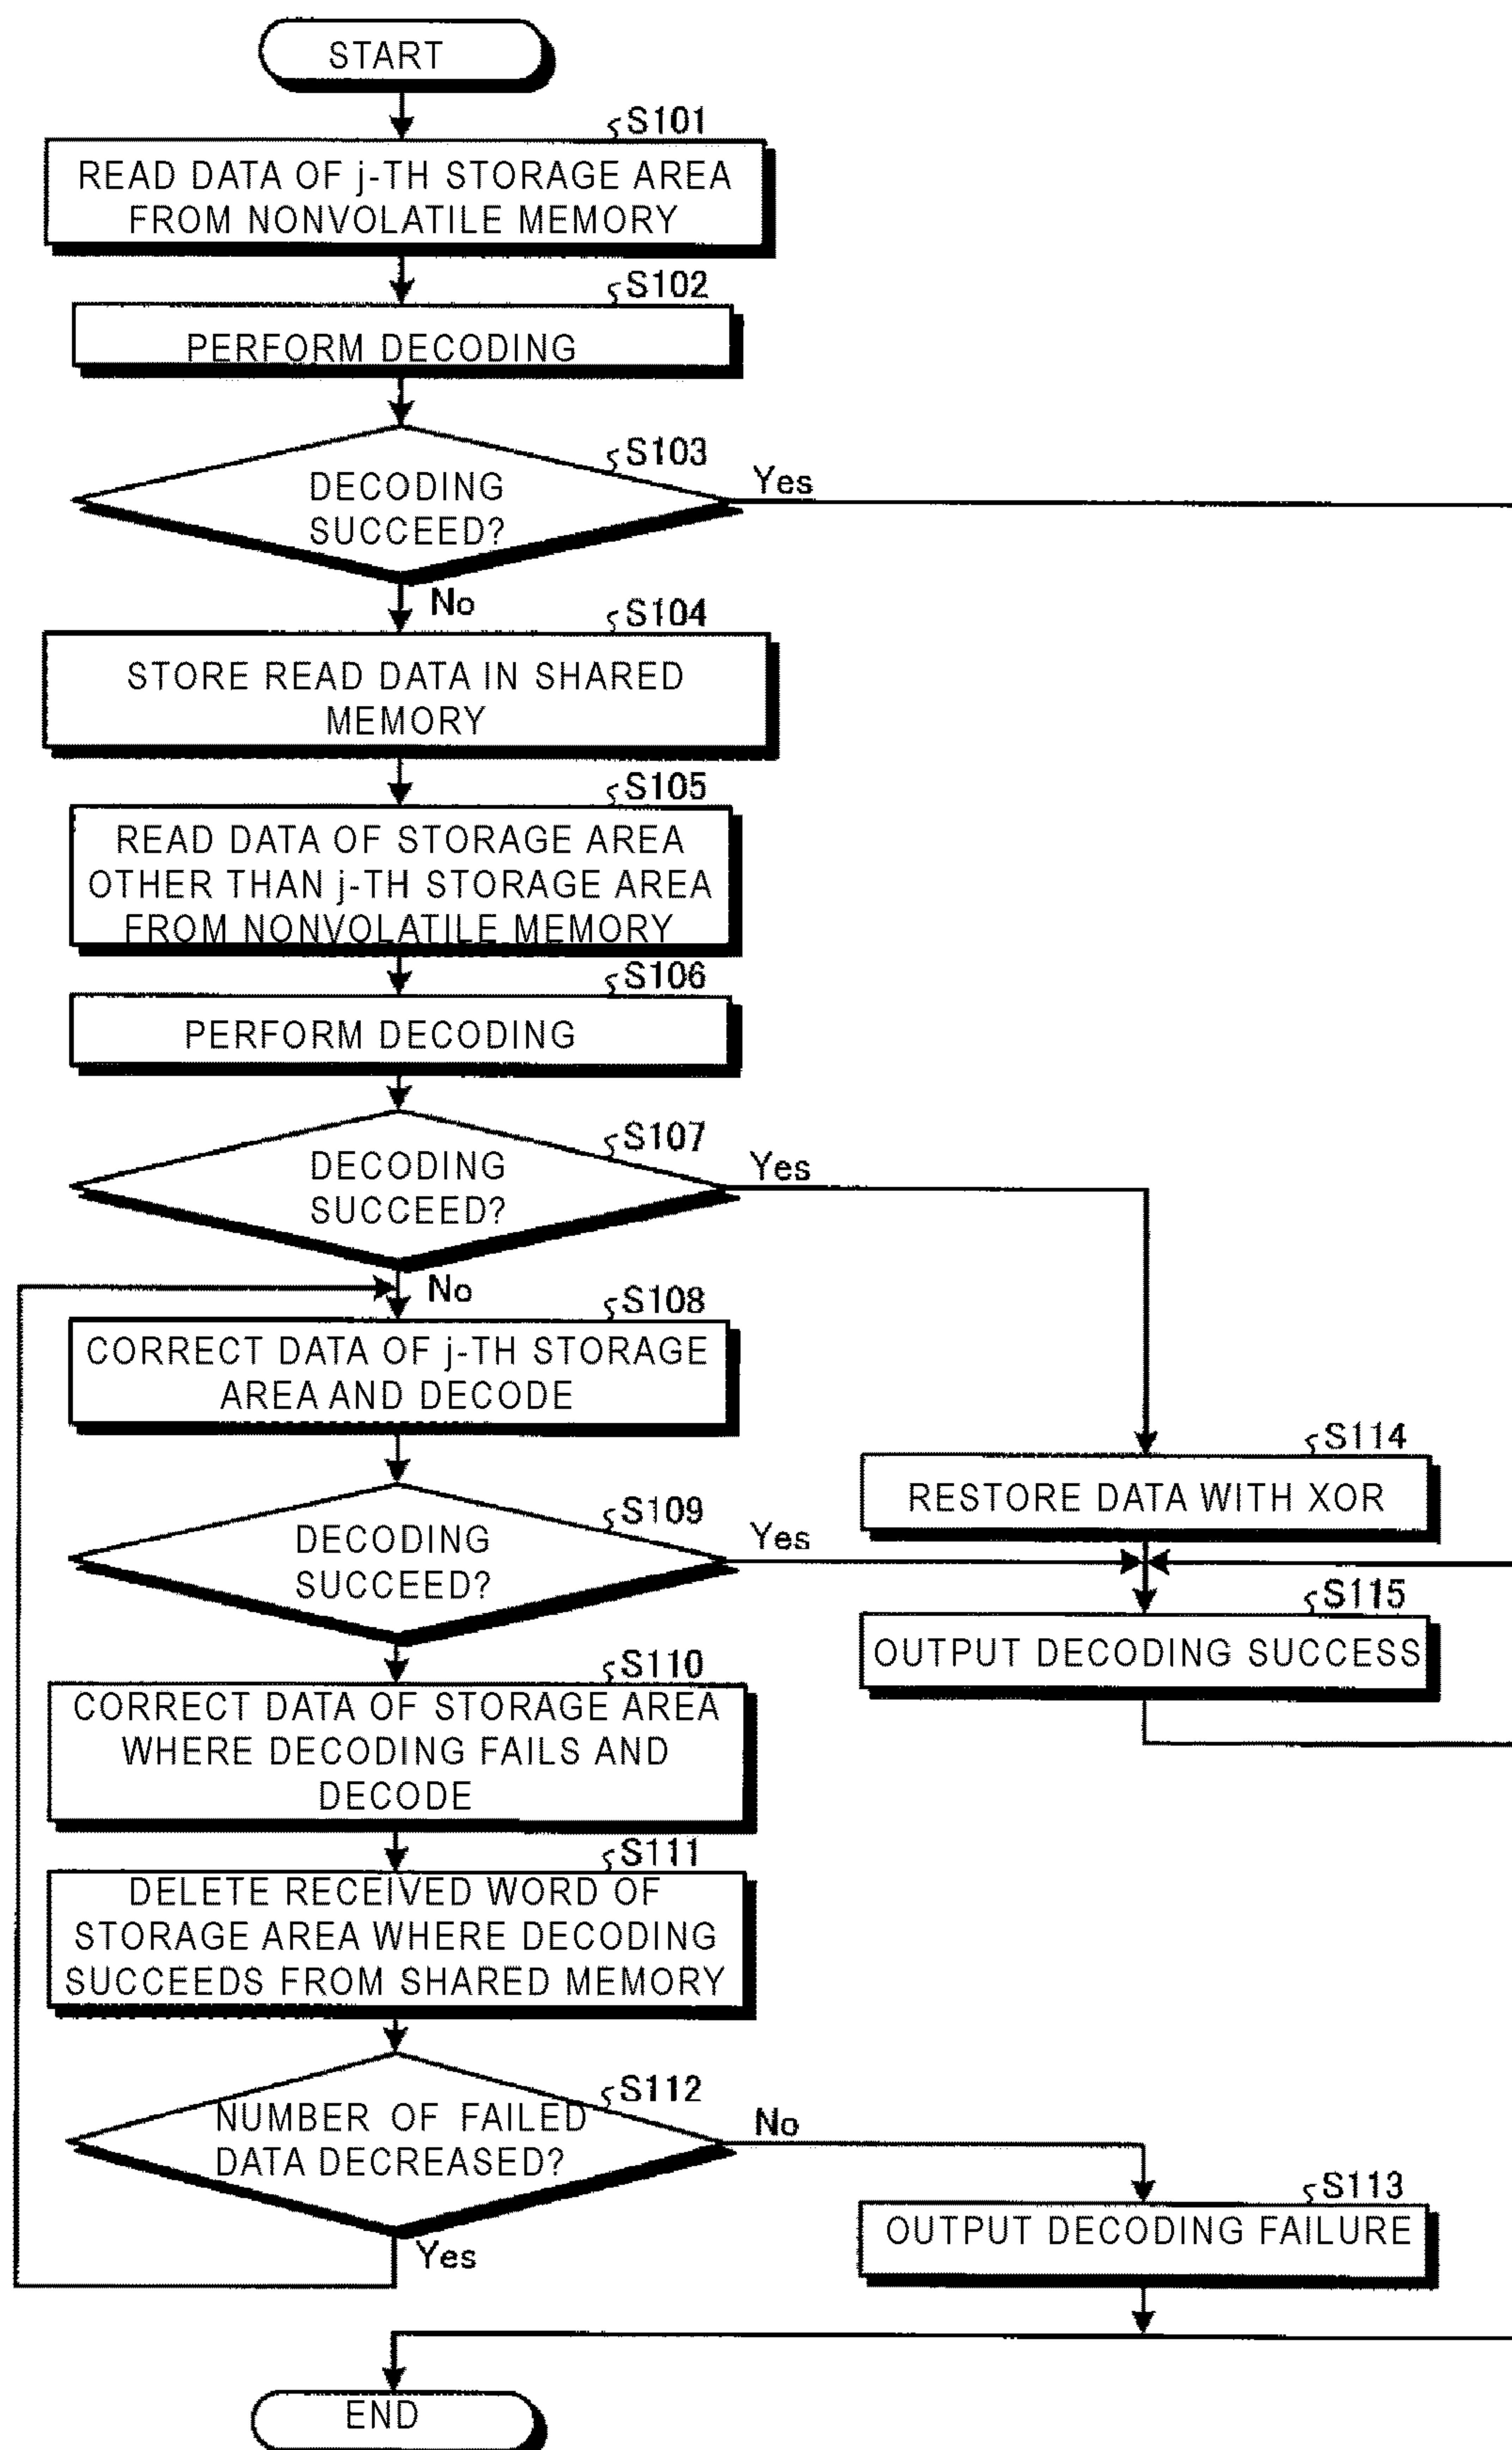 START
S101
READ DATA OF j-TH STORAGE AREA
FROM NONVOLATILE MEMORY
S102
PERFORM DECODING
S103
DECODING
SUCCEED?
Yes
No
S104
STORE READ DATA IN SHARED
MEMORY
S105
READ DATA OF STORAGE AREA
OTHER THAN j-TH STORAGE AREA
FROM NONVOLATILE MEMORY
S106
PERFORM DECODING
S107
DECODING
SUCCEED?
Yes
No
S108
CORRECT DATA OF j-TH STORAGE
AREA AND DECODE
S109
DECODING
SUCCEED?
Yes
S114
RESTORE DATA WITH XOR
S115
OUTPUT DECODING SUCCESS
S110
CORRECT DATA OF STORAGE AREA
WHERE DECODING FAILS AND
DECODE
S111
DELETE RECEIVED WORD OF
STORAGE AREA WHERE DECODING
SUCCEEDS FROM SHARED MEMORY
S112
NUMBER OF FAILED
DATA DECREASED?
No
Yes
S113
OUTPUT DECODING FAILURE
END